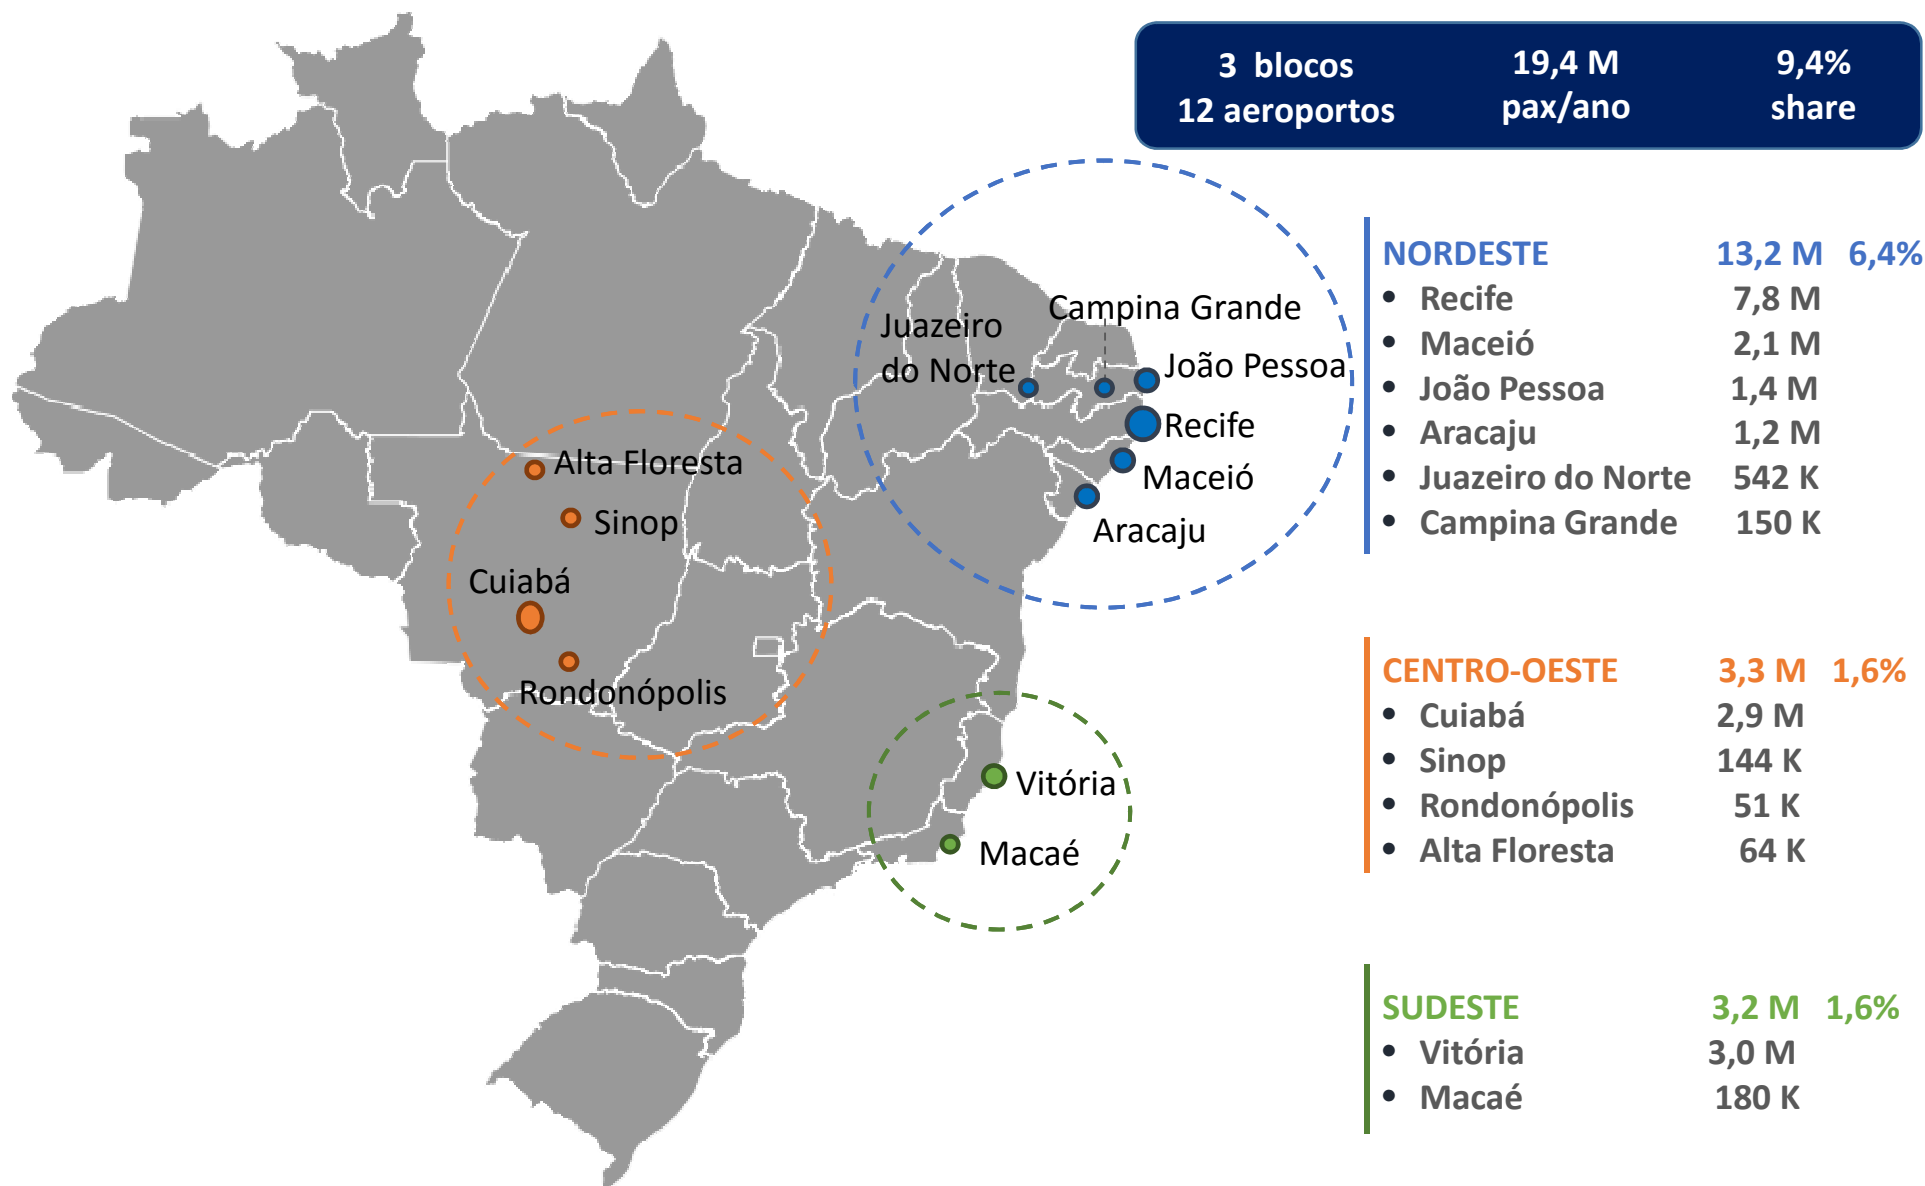 3 blocos
12 aeroportos
19,4 M
pax/ano
9,4%
share
Campina Grande
Juazeiro
do Norte
João Pessoa
Recife
Maceió
Aracaju
Alta Floresta
Sinop
Cuiabá
Rondonópolis
Vitória
Macaé
NORDESTE 13,2 M 6,4%
• Recife 7,8 M
• Maceió 2,1 M
• João Pessoa 1,4 M
• Aracaju 1,2 M
• Juazeiro do Norte 542 K
• Campina Grande 150 K
CENTRO-OESTE 3,3 M 1,6%
• Cuiabá 2,9 M
• Sinop 144 K
• Rondonópolis 51 K
• Alta Floresta 64 K
SUDESTE 3,2 M 1,6%
• Vitória 3,0 M
• Macaé 180 K